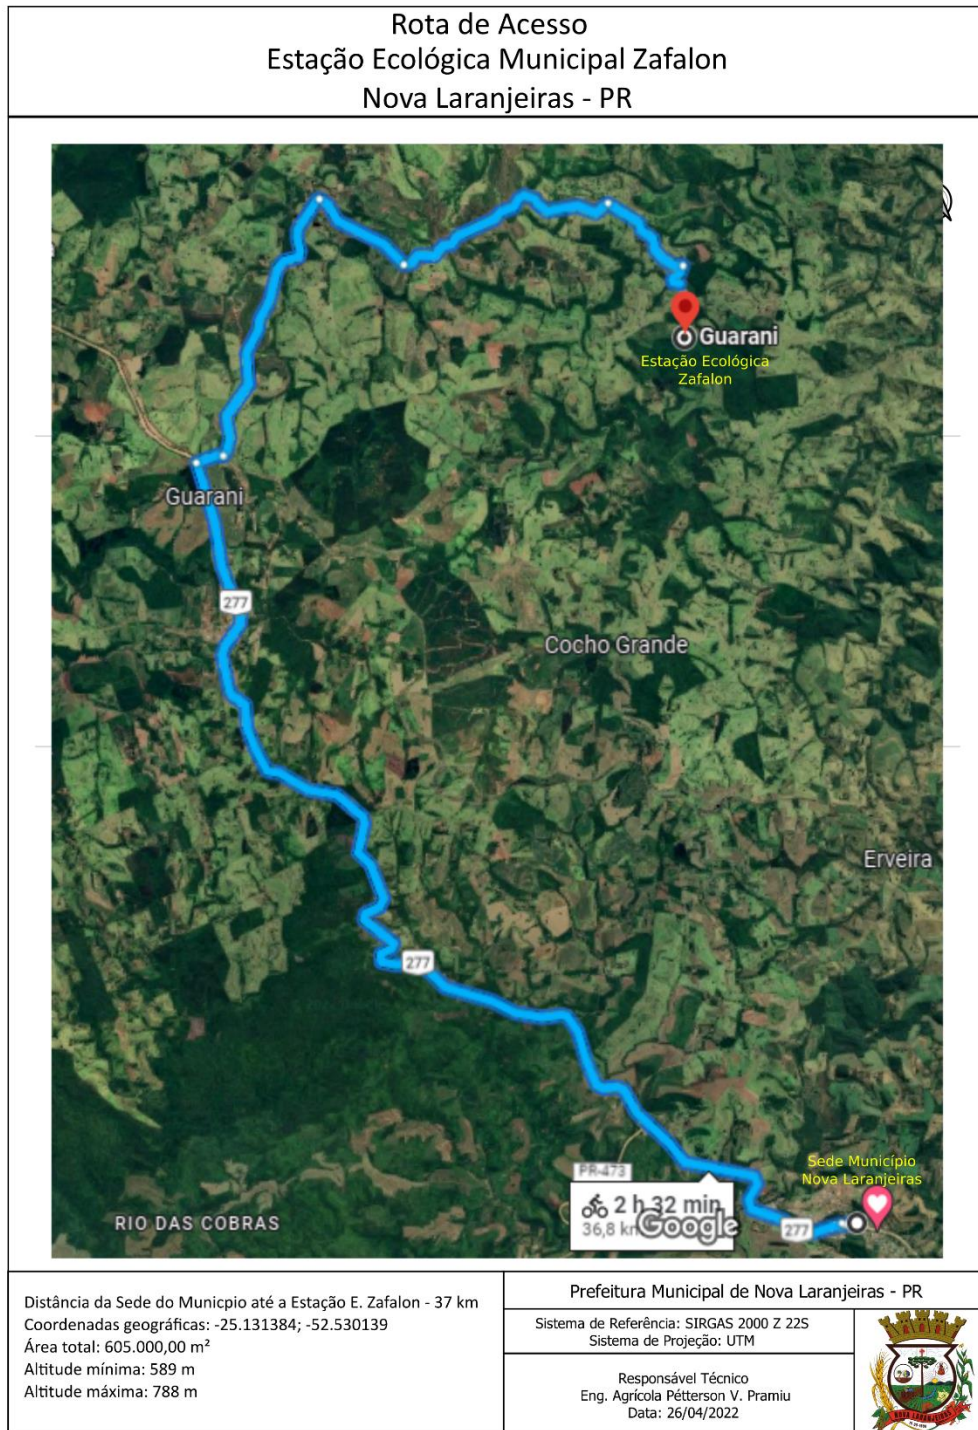 Rota de Acesso
Estação Ecológica Municipal Zafalon
Nova Laranjeiras - PR
Guarani
Estação Ecológica
Zafalon
Guarani
277
Cocho Grande
Erveira
277
Sede Município
Nova Laranjeiras
PR-473
2 h 32 min
36,8 km
Google
277
RIO DAS COBRAS
Distância da Sede do Municpio até a Estação E. Zafalon - 37 km
Coordenadas geográficas: -25.131384; -52.530139
Área total: 605.000,00 m²
Altitude mínima: 589 m
Altitude máxima: 788 m
Prefeitura Municipal de Nova Laranjeiras - PR
Sistema de Referência: SIRGAS 2000 Z 22S
Sistema de Projeção: UTM
Responsável Técnico
Eng. Agrícola Pétterson V. Pramiu
Data: 26/04/2022
NOVA LARANJEIRAS